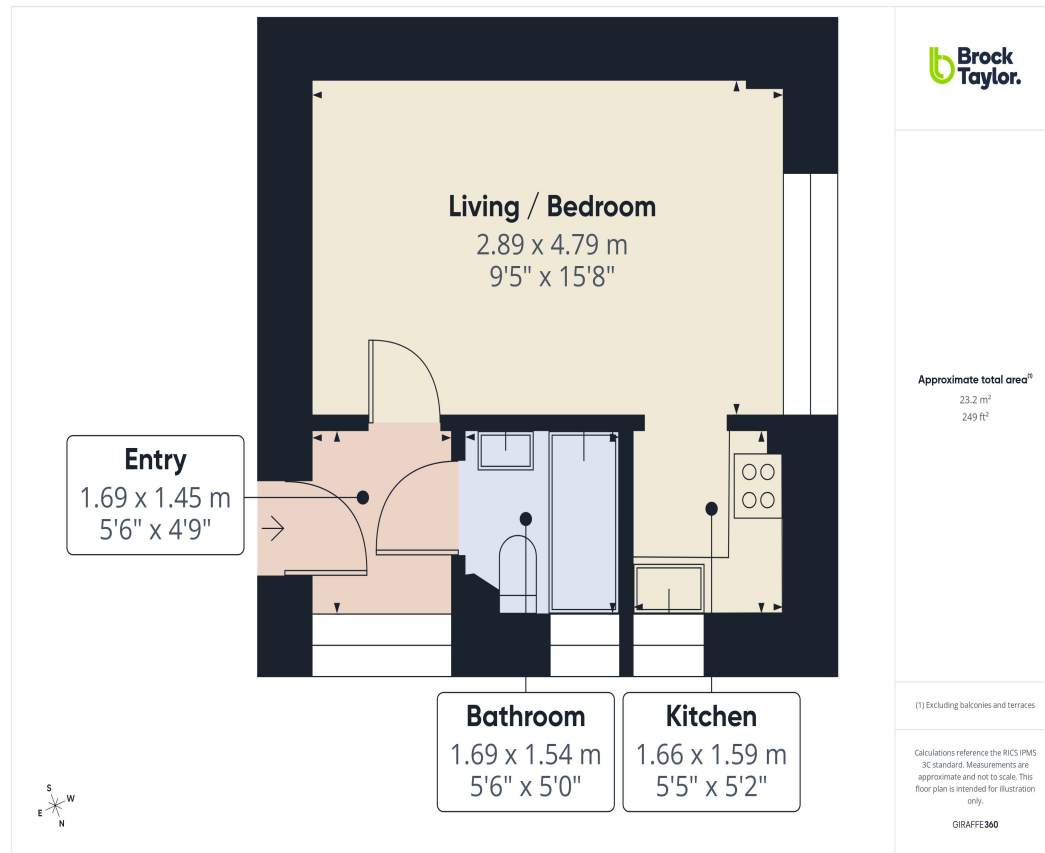 Brock
Taylor.
Living / Bedroom
2.89 x 4.79 m
9'5" x 15'8"
Entry
1.69 x 1.45 m
5'6" x 4'9"
Bathroom
1.69 x 1.54 m
5'6" x 5'0"
Kitchen
1.66 x 1.59 m
5'5" x 5'2"
S
W
E
N
Approximate total area(1)
23.2 m²
249 ft²
(1) Excluding balconies and terraces
Calculations reference the RICS IPMS
3C standard. Measurements are
approximate and not to scale. This
floor plan is intended for illustration
only.
GIRAFFE360